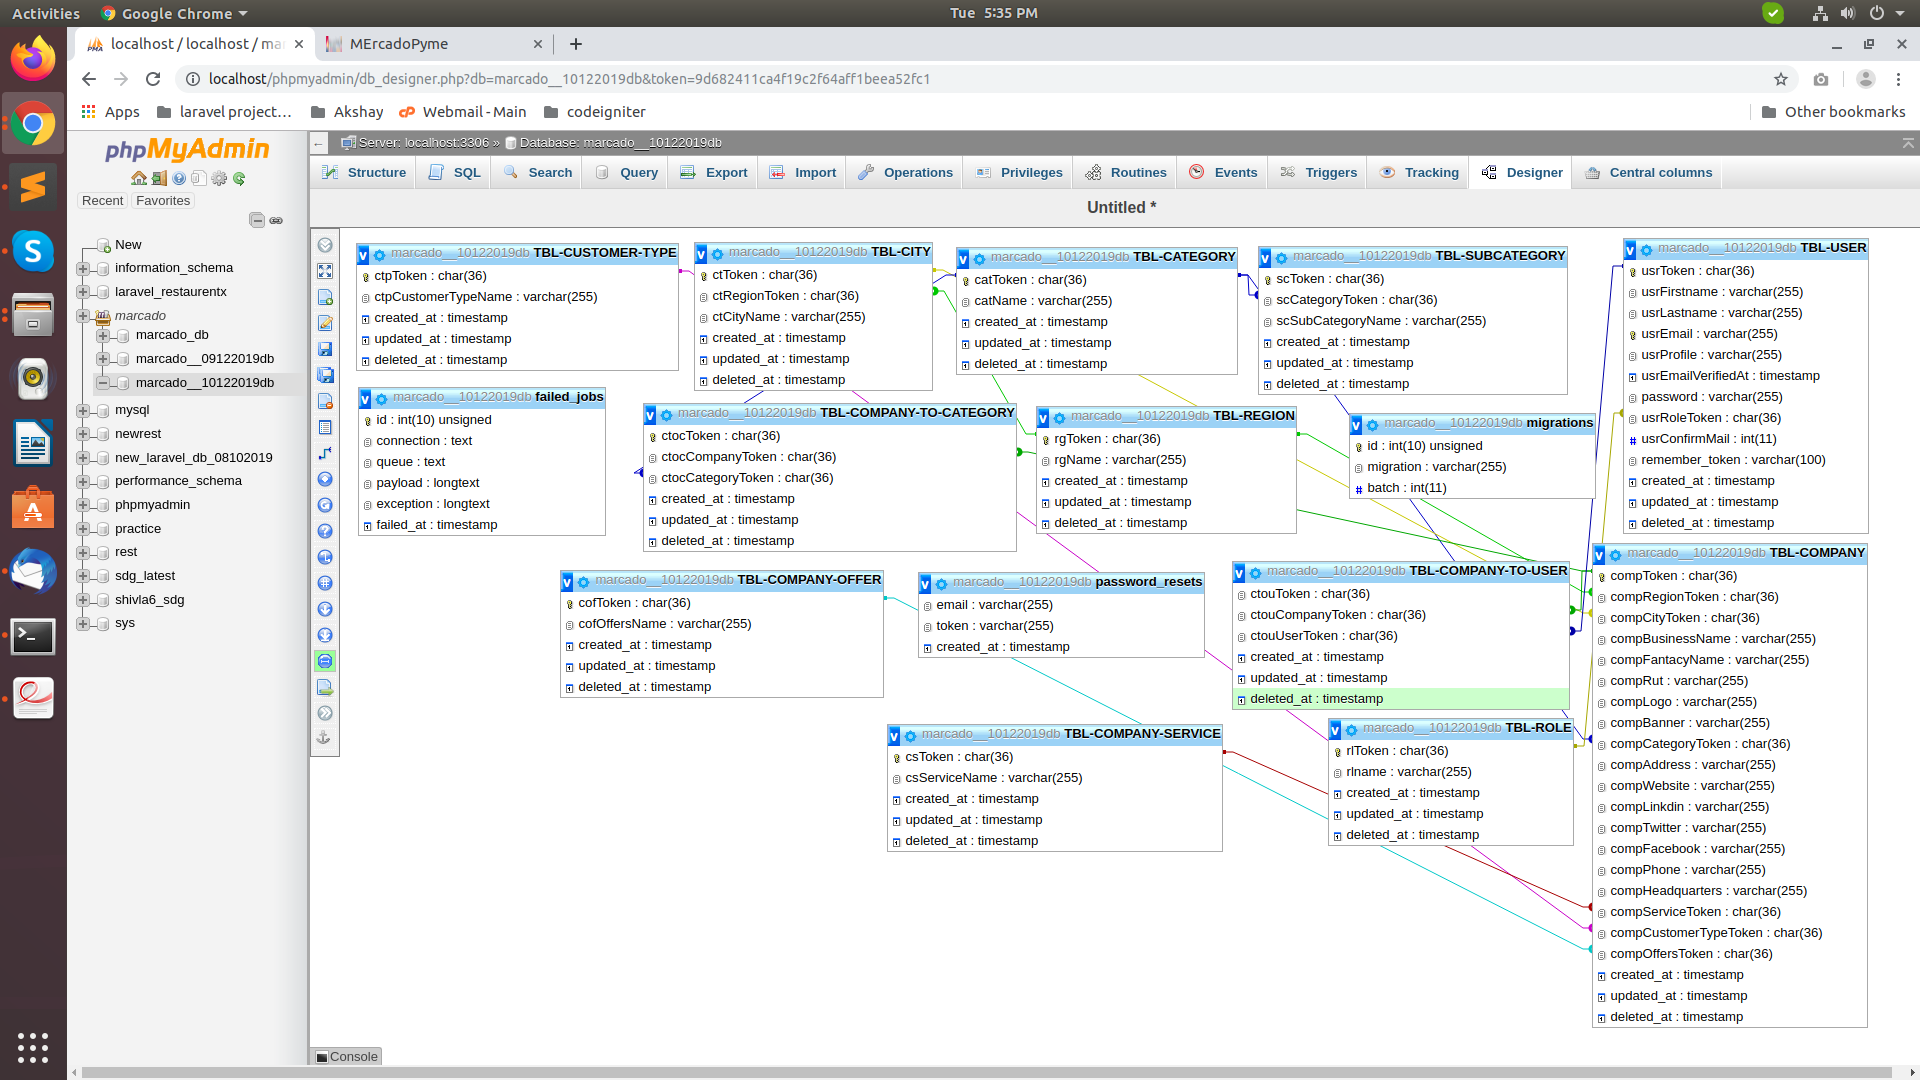 Activities
Google Chrome
Tue 5:35 PM
localhost / localhost / ma
MErcadoPyme
localhost/phpmyadmin/db_designer.php?db=marcado__10122019db&token=9d682411ca4f19c2f64aff1beea52fc1
Apps
laravel project…
Akshay
Webmail - Main
codeigniter
Other bookmarks
phpMyAdmin
Recent
Favorites
New
information_schema
laravel_restaurentx
marcado
marcado_db
marcado__09122019db
marcado__10122019db
mysql
newrest
new_laravel_db_08102019
performance_schema
phpmyadmin
practice
rest
sdg_latest
shivla6_sdg
sys
Server: localhost:3306 » Database: marcado__10122019db
Structure
SQL
Search
Query
Export
Import
Operations
Privileges
Routines
Events
Triggers
Tracking
Designer
Central columns
Untitled *
marcado__10122019db TBL-CUSTOMER-TYPE
ctpToken : char(36)
ctpCustomerTypeName : varchar(255)
created_at : timestamp
updated_at : timestamp
deleted_at : timestamp
marcado__10122019db TBL-CITY
ctToken : char(36)
ctRegionToken : char(36)
ctCityName : varchar(255)
created_at : timestamp
updated_at : timestamp
deleted_at : timestamp
marcado__10122019db TBL-CATEGORY
catToken : char(36)
catName : varchar(255)
created_at : timestamp
updated_at : timestamp
deleted_at : timestamp
marcado__10122019db TBL-SUBCATEGORY
scToken : char(36)
scCategoryToken : char(36)
scSubCategoryName : varchar(255)
created_at : timestamp
updated_at : timestamp
deleted_at : timestamp
marcado__10122019db TBL-USER
usrToken : char(36)
usrFirstname : varchar(255)
usrLastname : varchar(255)
usrEmail : varchar(255)
usrProfile : varchar(255)
usrEmailVerifiedAt : timestamp
password : varchar(255)
usrRoleToken : char(36)
usrConfirmMail : int(11)
remember_token : varchar(100)
created_at : timestamp
updated_at : timestamp
deleted_at : timestamp
marcado__10122019db failed_jobs
id : int(10) unsigned
connection : text
queue : text
payload : longtext
exception : longtext
failed_at : timestamp
marcado__10122019db TBL-COMPANY-TO-CATEGORY
ctocToken : char(36)
ctocCompanyToken : char(36)
ctocCategoryToken : char(36)
created_at : timestamp
updated_at : timestamp
deleted_at : timestamp
marcado__10122019db TBL-REGION
rgToken : char(36)
rgName : varchar(255)
created_at : timestamp
updated_at : timestamp
deleted_at : timestamp
marcado__10122019db migrations
id : int(10) unsigned
migration : varchar(255)
batch : int(11)
marcado__10122019db TBL-COMPANY-OFFER
cofToken : char(36)
cofOffersName : varchar(255)
created_at : timestamp
updated_at : timestamp
deleted_at : timestamp
marcado__10122019db password_resets
email : varchar(255)
token : varchar(255)
created_at : timestamp
marcado__10122019db TBL-COMPANY-TO-USER
ctouToken : char(36)
ctouCompanyToken : char(36)
ctouUserToken : char(36)
created_at : timestamp
updated_at : timestamp
deleted_at : timestamp
marcado__10122019db TBL-COMPANY
compToken : char(36)
compRegionToken : char(36)
compCityToken : char(36)
compBusinessName : varchar(255)
compFantacyName : varchar(255)
compRut : varchar(255)
compLogo : varchar(255)
compBanner : varchar(255)
compCategoryToken : char(36)
compAddress : varchar(255)
compWebsite : varchar(255)
compLinkdin : varchar(255)
compTwitter : varchar(255)
compFacebook : varchar(255)
compPhone : varchar(255)
compHeadquarters : varchar(255)
compServiceToken : char(36)
compCustomerTypeToken : char(36)
compOffersToken : char(36)
created_at : timestamp
updated_at : timestamp
deleted_at : timestamp
marcado__10122019db TBL-COMPANY-SERVICE
csToken : char(36)
csServiceName : varchar(255)
created_at : timestamp
updated_at : timestamp
deleted_at : timestamp
marcado__10122019db TBL-ROLE
rlToken : char(36)
rlname : varchar(255)
created_at : timestamp
updated_at : timestamp
deleted_at : timestamp
Console